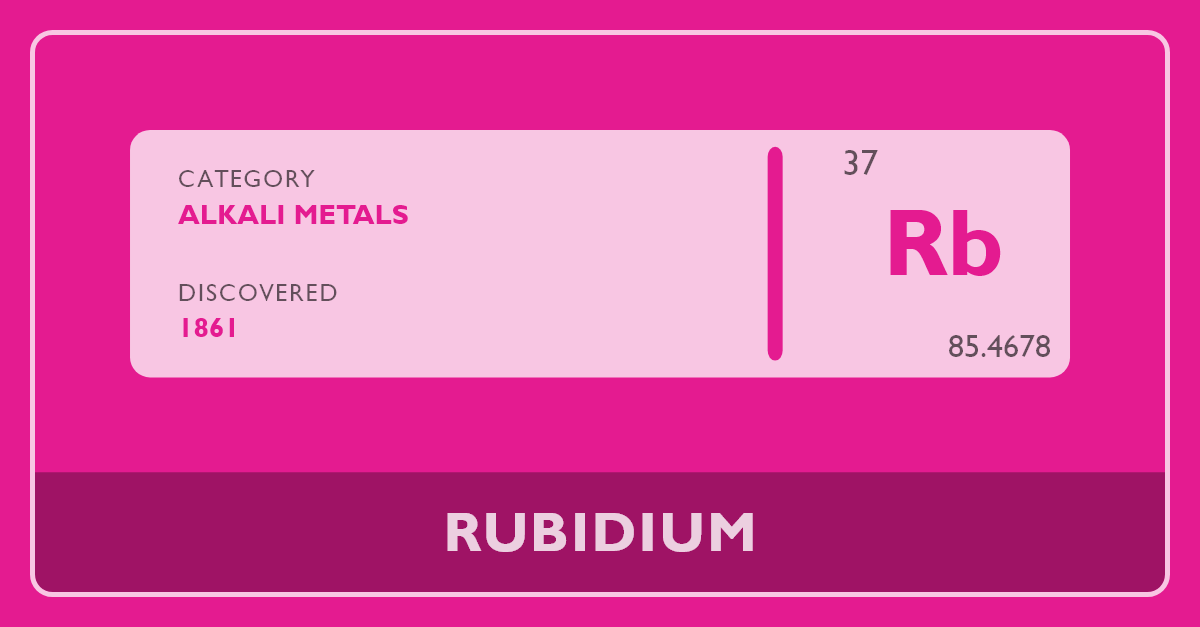 CATEGORY
ALKALI METALS
DISCOVERED
1861
37
Rb
85.4678
RUBIDIUM